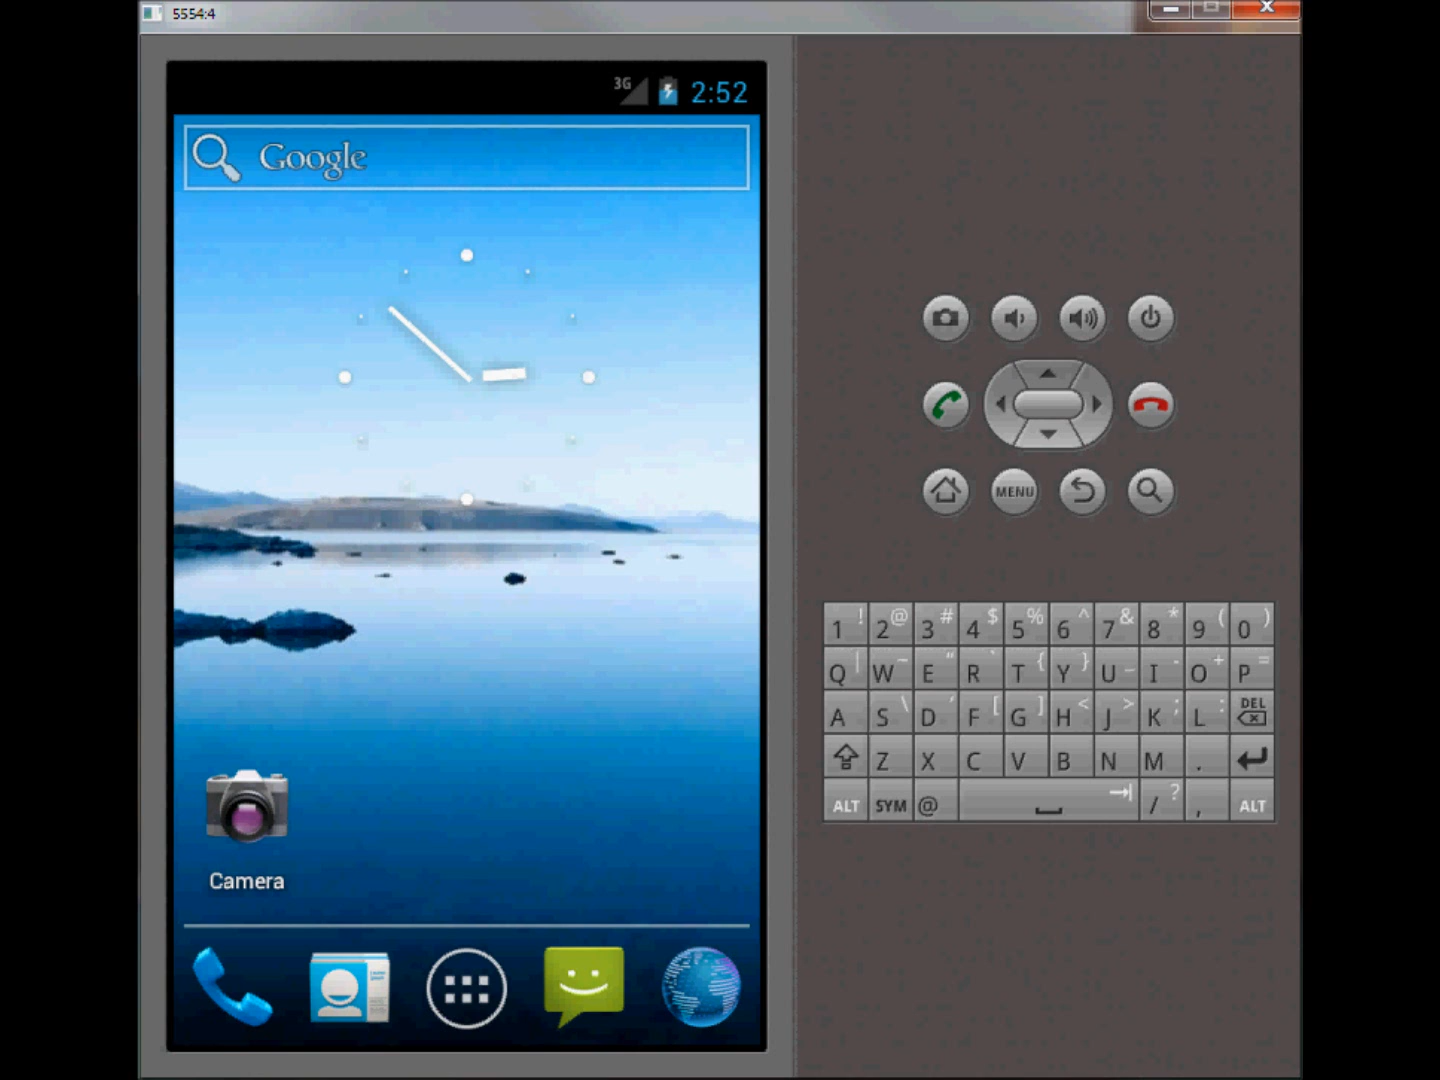 5554:4
3G 2:52
Google
Camera
MENU
1 ! 2 @ 3 # 4 $ 5 % 6 ^ 7 & 8 * 9 ( 0 )
Q | W ~ E " R ` T { Y } U _ I - O + P =
A S \ D ' F [ G ] H < J > K ; L : DEL
Z X C V B N M .
ALT SYM @ / ? , ALT